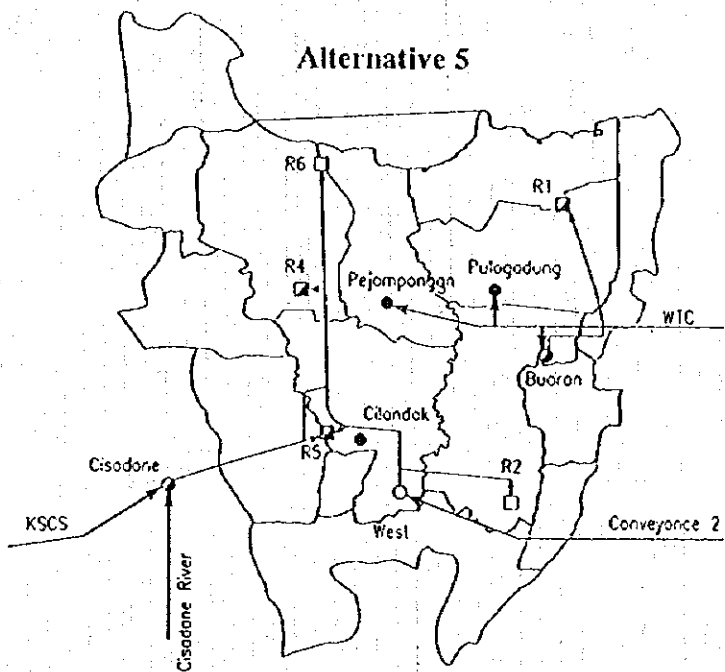 Alternative 5
R6
R1
R4
Pejompongan
Pulogadung
WTC
Buaran
Cilandak
R5
R2
Cisadane
KSCS
West
Conveyance 2
Cisadane River